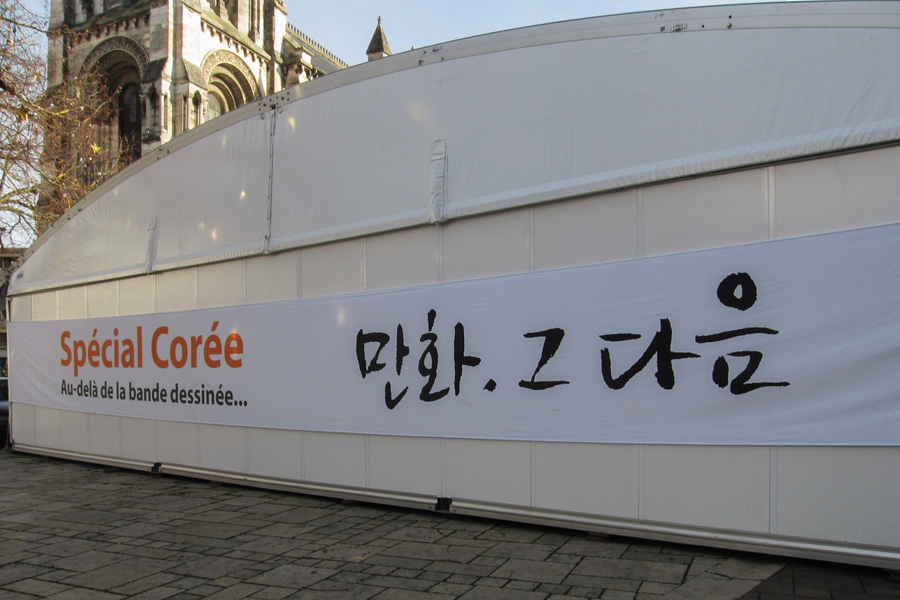 Spécial Corée
Au-delà de la bande dessinée...
만화. 그 다음